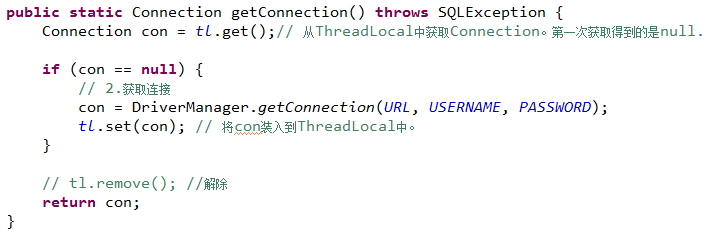 public static Connection getConnection() throws SQLException {
Connection con = tl.get();// 从ThreadLocal中获取Connection。第一次获取得到的是null.
if (con == null) {
// 2.获取连接
con = DriverManager.getConnection(URL, USERNAME, PASSWORD);
tl.set(con); // 将con装入到ThreadLocal中。
}
// tl.remove(); //解除
return con;
}